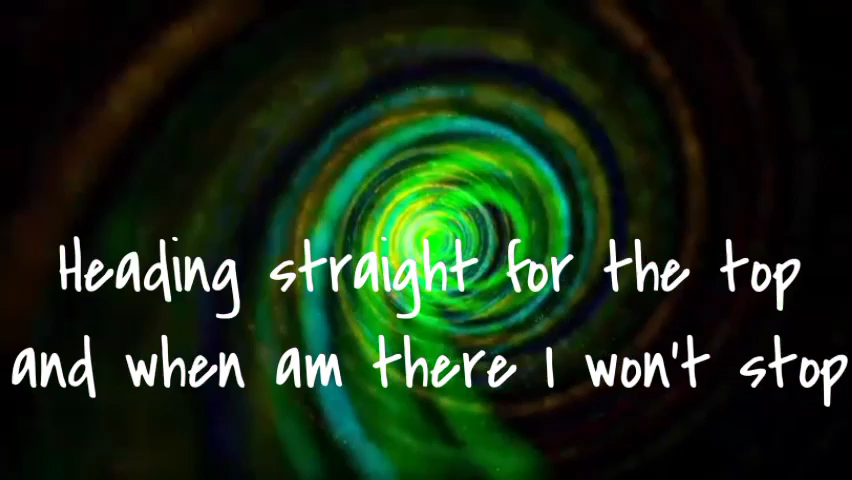 Heading straight for the top
and when am there I won't stop